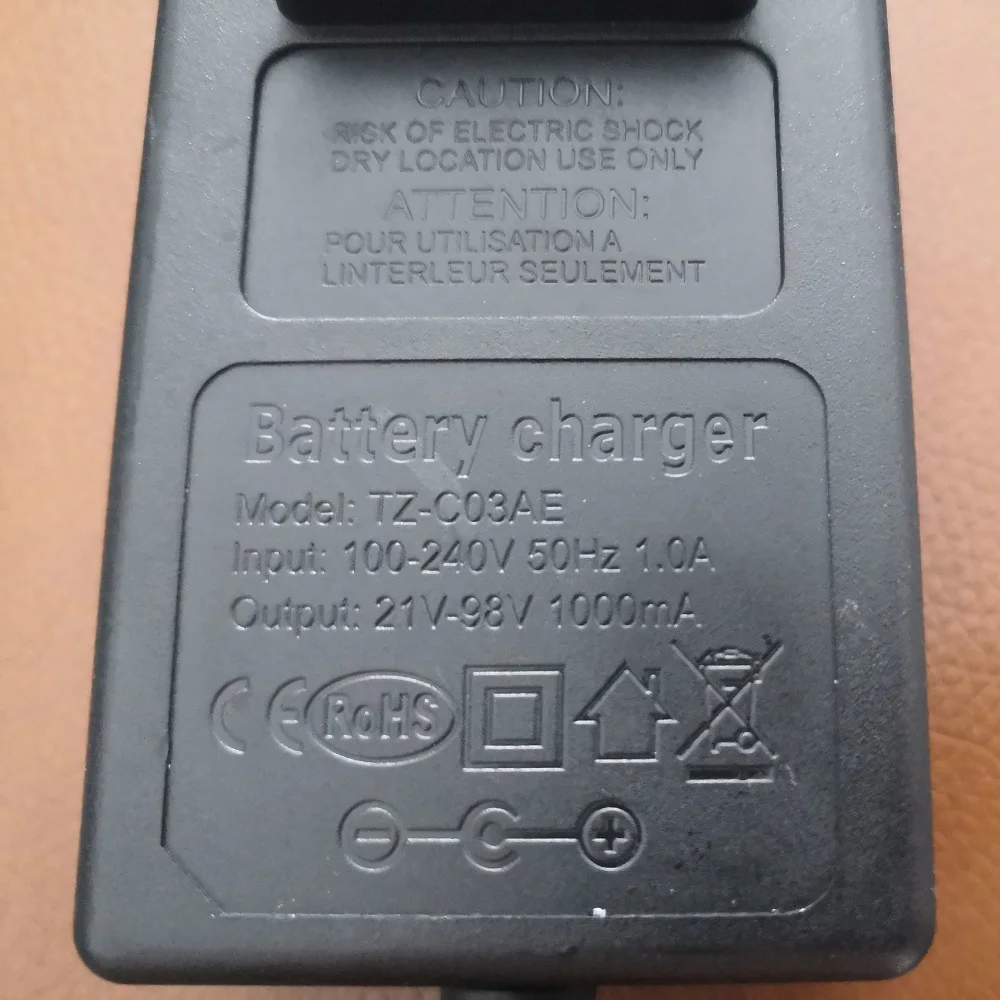 CAUTION:
RISK OF ELECTRIC SHOCK
DRY LOCATION USE ONLY
ATTENTION:
POUR UTILISATION A
LINTERLEUR SEULEMENT
Battery charger
Model: TZ-C03AE
Input: 100-240V 50Hz 1.0A
Output: 21V-98V 1000mA
CE RoHS